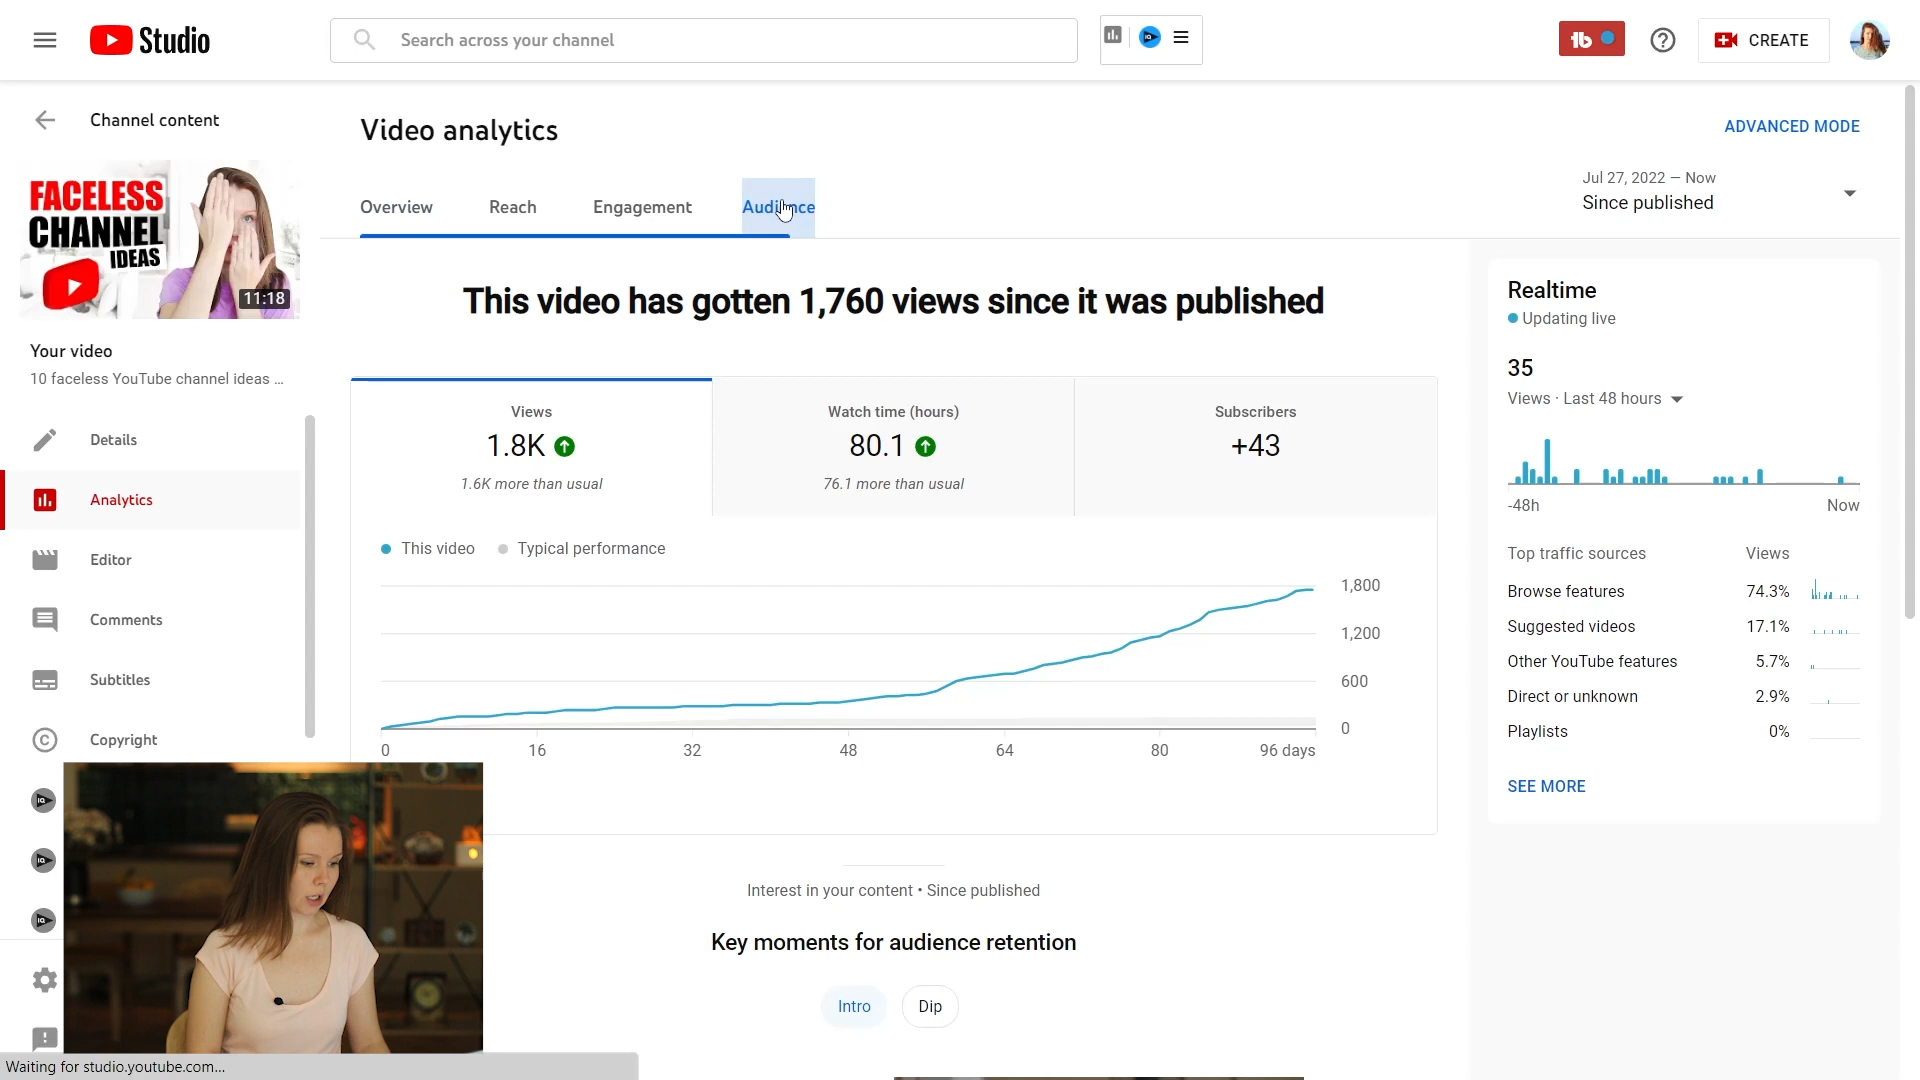 Studio
Search across your channel
CREATE
Channel content
FACELESS
CHANNEL
IDEAS
11:18
Your video
10 faceless YouTube channel ideas ...
Details
Analytics
Editor
Comments
Subtitles
Copyright
Video analytics
ADVANCED MODE
Overview
Reach
Engagement
Audience
Jul 27, 2022 – Now
Since published
This video has gotten 1,760 views since it was published
Views
1.8K
1.6K more than usual
Watch time (hours)
80.1
76.1 more than usual
Subscribers
+43
This video
Typical performance
1,800
1,200
600
0
0 16 32 48 64 80 96 days
Interest in your content • Since published
Key moments for audience retention
Intro
Dip
Realtime
Updating live
35
Views · Last 48 hours
-48h
Now
Top traffic sources Views
Browse features 74.3%
Suggested videos 17.1%
Other YouTube features 5.7%
Direct or unknown 2.9%
Playlists 0%
SEE MORE
Waiting for studio.youtube.com...